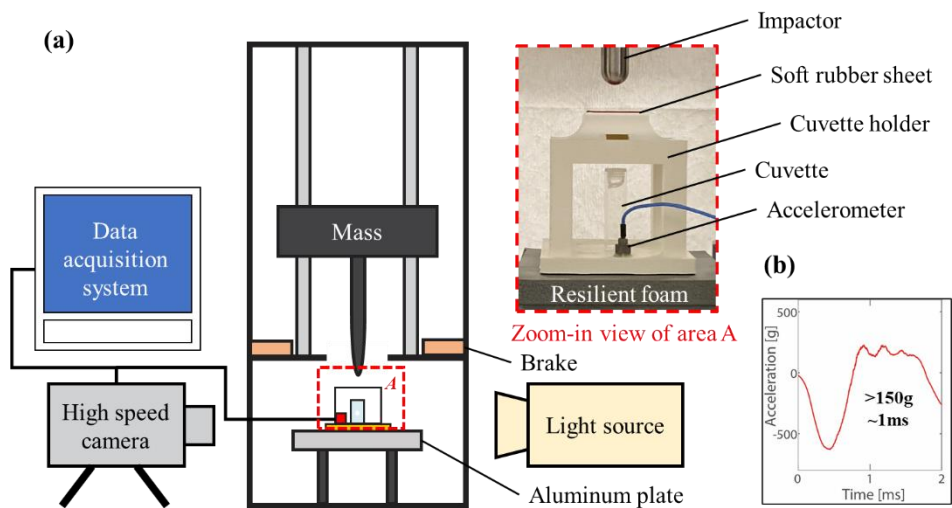 (a)
Impactor
Soft rubber sheet
Cuvette holder
Cuvette
Accelerometer
Resilient foam
Zoom-in view of area A
Data
acquisition
system
Mass
Brake
A
High speed
camera
Light source
Aluminum plate
(b)
Acceleration [g]
500
0
-500
>150g
~1ms
0
1
2
Time [ms]